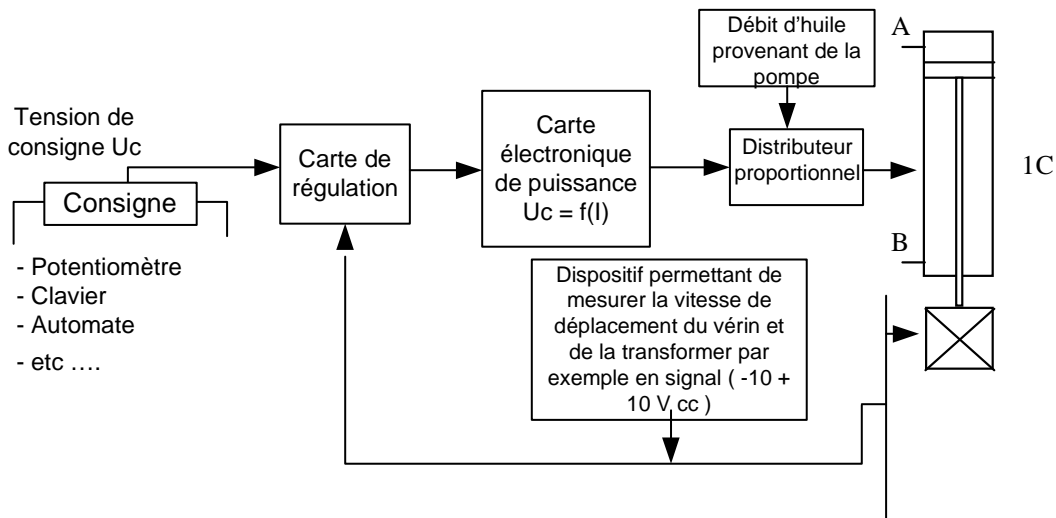 Débit d'huile
provenant de la
pompe
A
Tension de
consigne Uc
Consigne
- Potentiomètre
- Clavier
- Automate
- etc ….
Carte de
régulation
Carte
électronique
de puissance
Uc = f(I)
Distributeur
proportionnel
1C
B
Dispositif permettant de
mesurer la vitesse de
déplacement du vérin et
de la transformer par
exemple en signal ( -10 +
10 V cc )